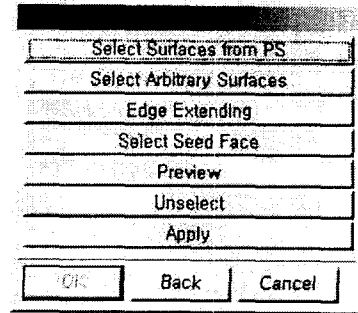 Select Surfaces from PS
Select Arbitrary Surfaces
Edge Extending
Select Seed Face
Preview
Unselect
Apply
OK Back Cancel